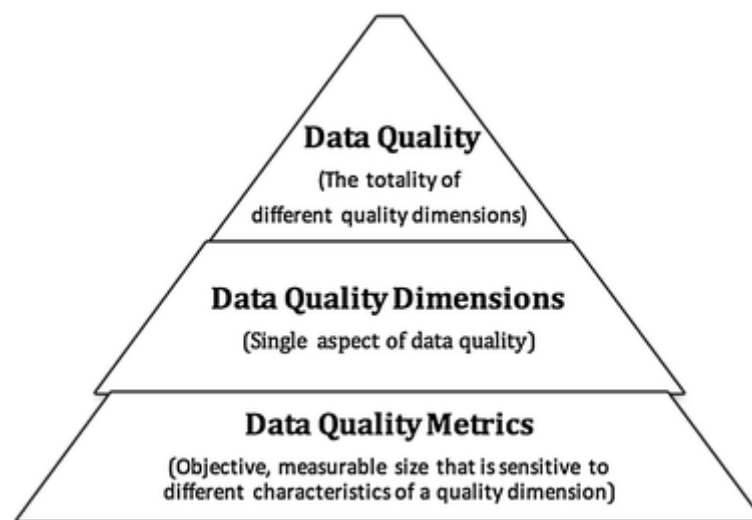 Data Quality
(The totality of
different quality dimensions)
Data Quality Dimensions
(Single aspect of data quality)
Data Quality Metrics
(Objective, measurable size that is sensitive to
different characteristics of a quality dimension)